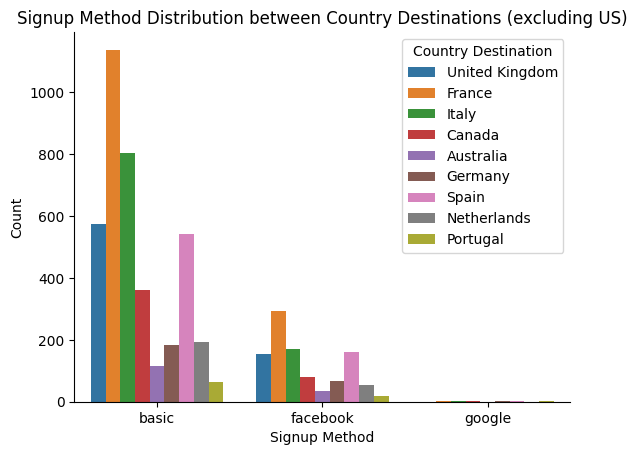 Signup Method Distribution between Country Destinations (excluding US)
Country Destination
United Kingdom
France
Italy
Canada
Australia
Germany
Spain
Netherlands
Portugal
Count
1000
800
600
400
200
0
basic
facebook
google
Signup Method